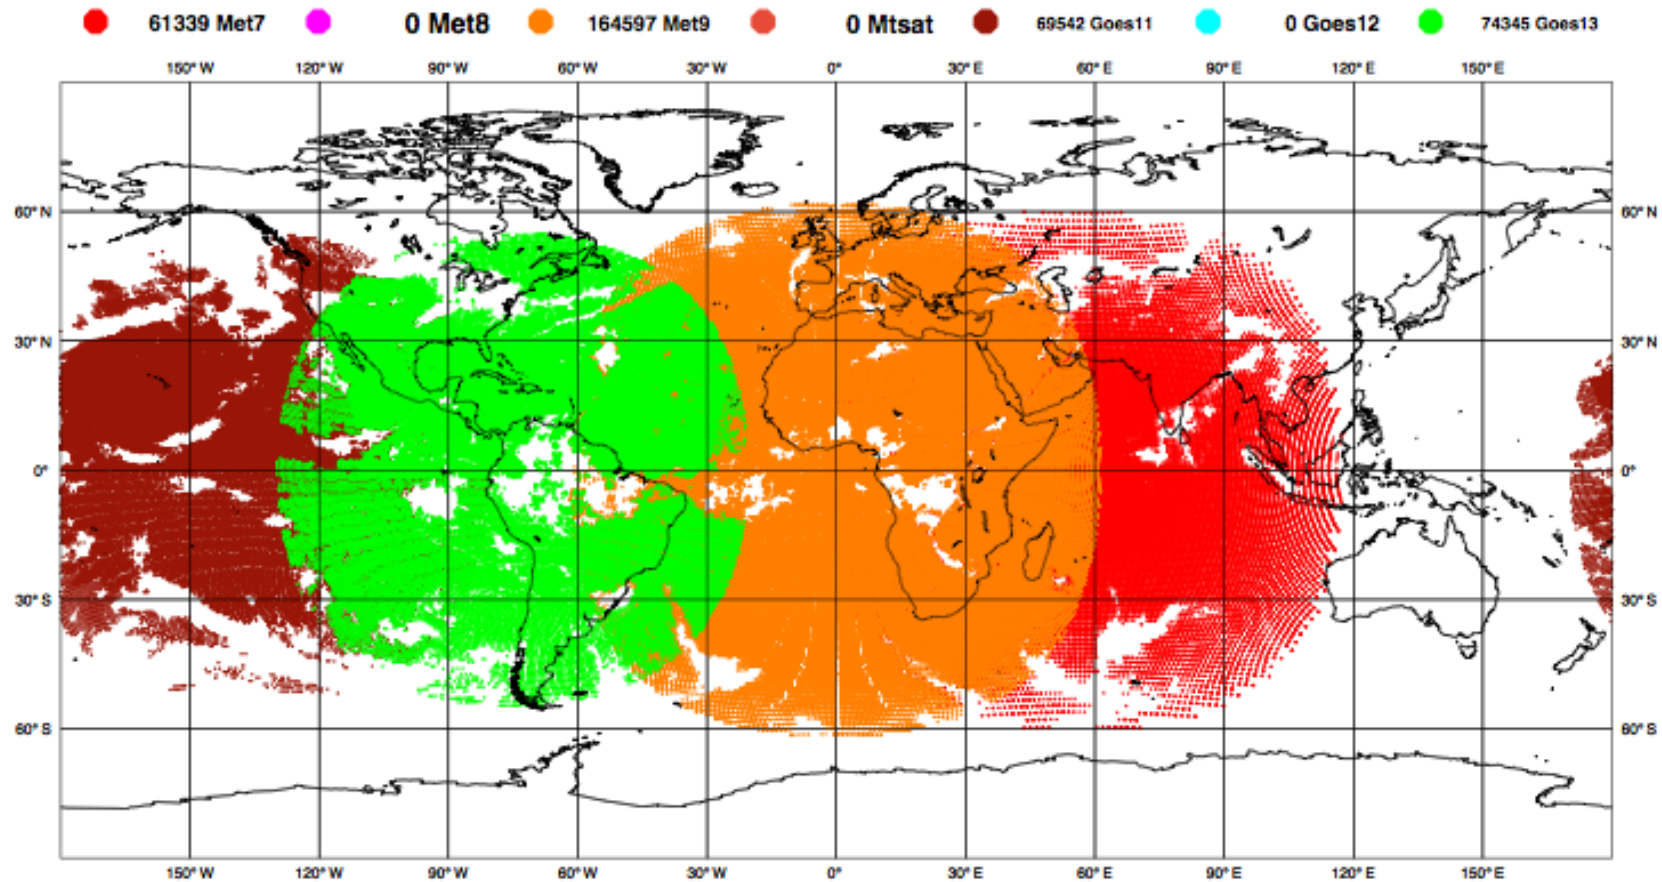 61339 Met7 0 Met8 164597 Met9 0 Mtsat 69542 Goes11 0 Goes12 74345 Goes13
150° W 120° W 90° W 60° W 30° W 0° 30° E 60° E 90° E 120° E 150° E
60° N 60° N
30° N 30° N
0° 0°
30° S 30° S
60° S 60° S
150° W 120° W 90° W 60° W 30° W 0° 30° E 60° E 90° E 120° E 150° E